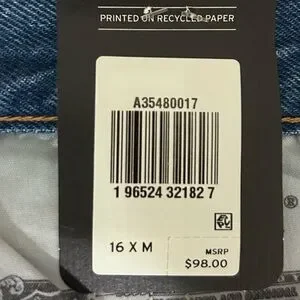 PRINTED ON RECYCLED PAPER
A35480017
1 96524 32182 7
16 X M
MSRP
$98.00
®